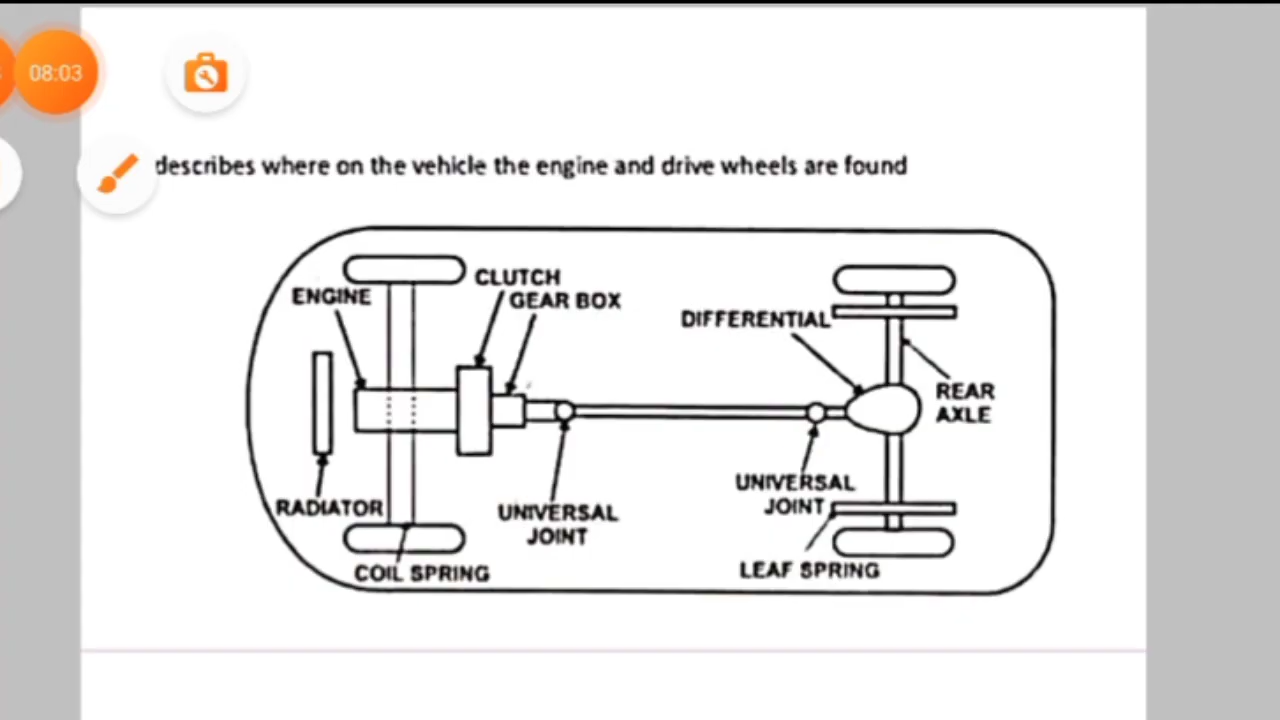 08:03
describes where on the vehicle the engine and drive wheels are found
CLUTCH
ENGINE
GEAR BOX
DIFFERENTIAL
REAR
AXLE
RADIATOR
UNIVERSAL
JOINT
UNIVERSAL
JOINT
COIL SPRING
LEAF SPRING